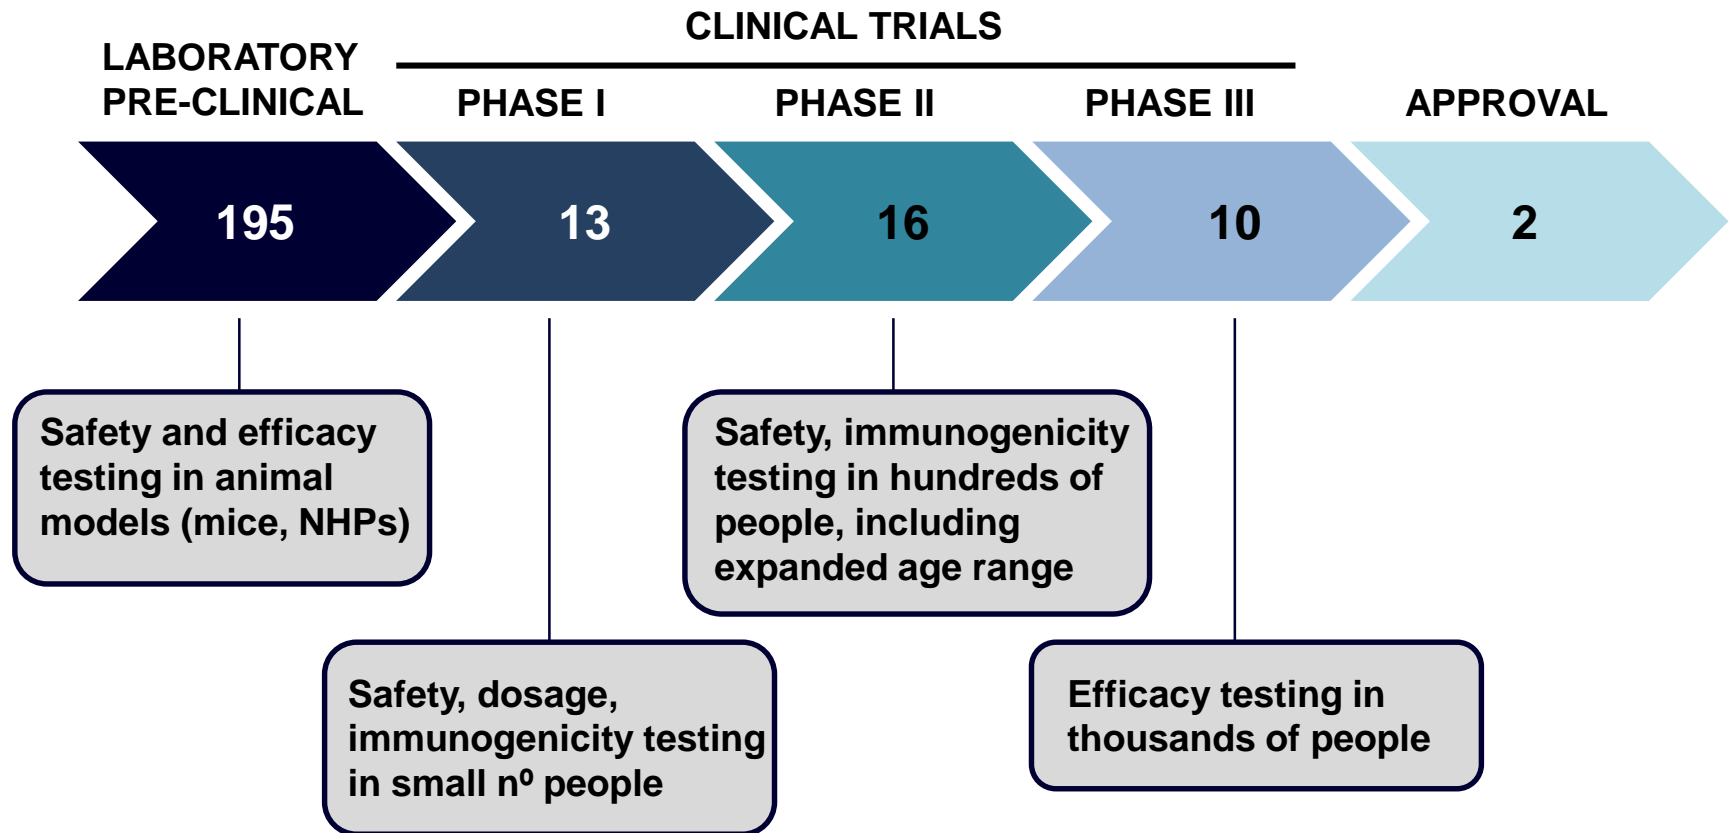 CLINICAL TRIALS
LABORATORY
PRE-CLINICAL
PHASE I
PHASE II
PHASE III
APPROVAL
195
13
16
10
2
Safety and efficacy
testing in animal
models (mice, NHPs)
Safety, immunogenicity
testing in hundreds of
people, including
expanded age range
Safety, dosage,
immunogenicity testing
in small nº people
Efficacy testing in
thousands of people